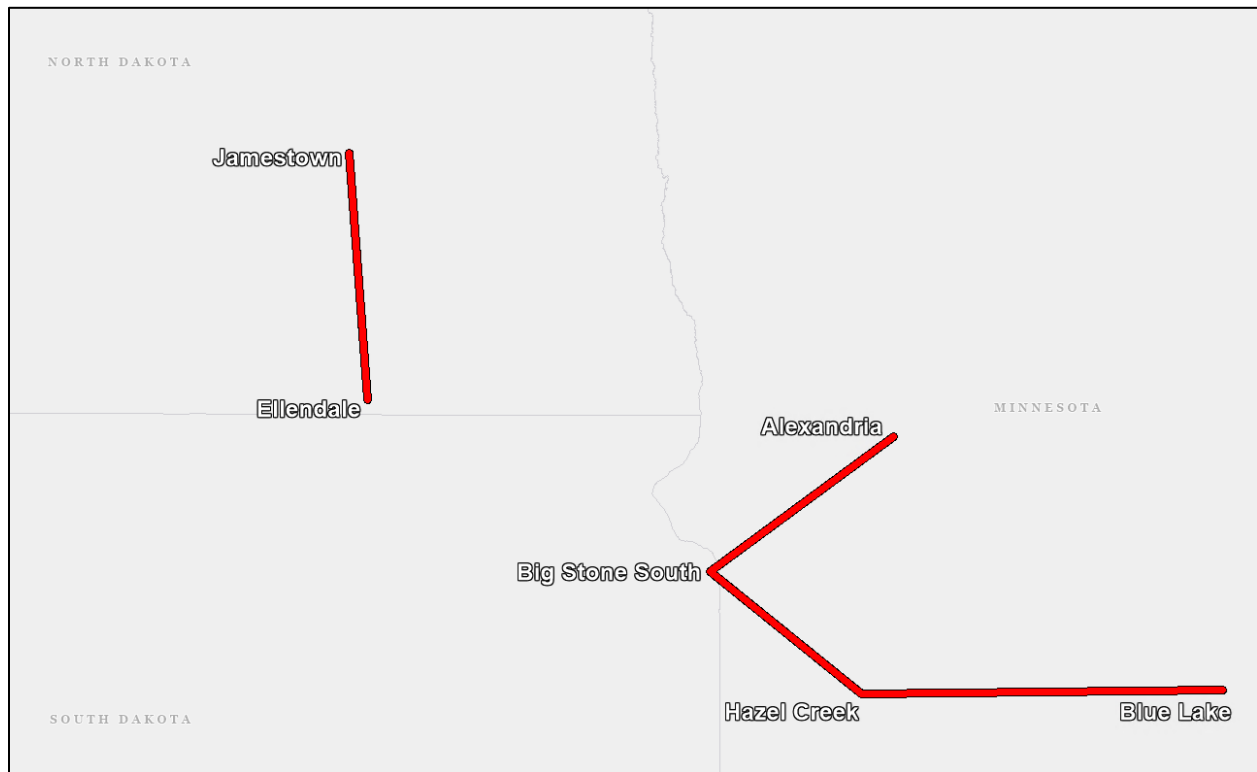 NORTH DAKOTA
Jamestown
Ellendale
Alexandria
MINNESOTA
Big Stone South
Hazel Creek
Blue Lake
SOUTH DAKOTA